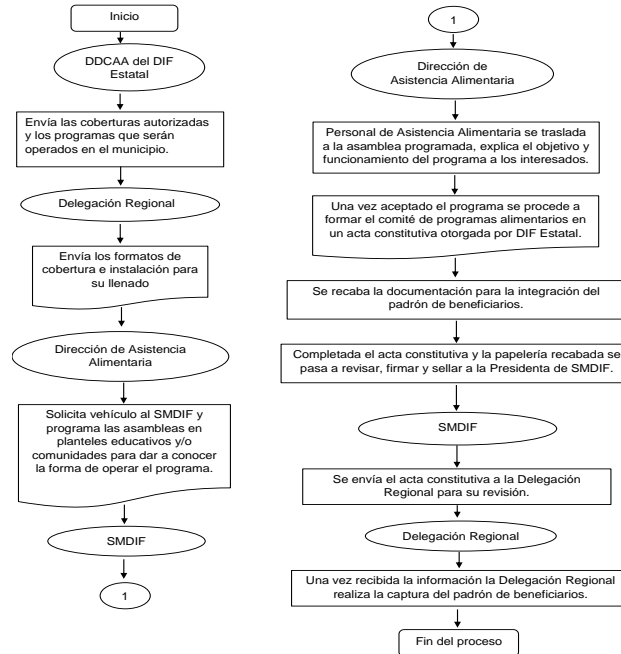 Inicio
DDCAA del DIF
Estatal
Envía las coberturas autorizadas
y los programas que serán
operados en el municipio.
Delegación Regional
Envía los formatos de
cobertura e instalación para
su llenado
Dirección de Asistencia
Alimentaria
Solicita vehículo al SMDIF y
programa las asambleas en
planteles educativos y/o
comunidades para dar a conocer
la forma de operar el programa.
SMDIF
1
1
Dirección de
Asistencia Alimentaria
Personal de Asistencia Alimentaria se traslada
a la asamblea programada, explica el objetivo y
funcionamiento del programa a los interesados.
Una vez aceptado el programa se procede a
formar el comité de programas alimentarios en
un acta constitutiva otorgada por DIF Estatal.
Se recaba la documentación para la integración del
padrón de beneficiarios.
Completada el acta constitutiva y la papelería recabada se
pasa a revisar, firmar y sellar a la Presidenta de SMDIF.
SMDIF
Se envía el acta constitutiva a la Delegación
Regional para su revisión.
Delegación Regional
Una vez recibida la información la Delegación Regional
realiza la captura del padrón de beneficiarios.
Fin del proceso